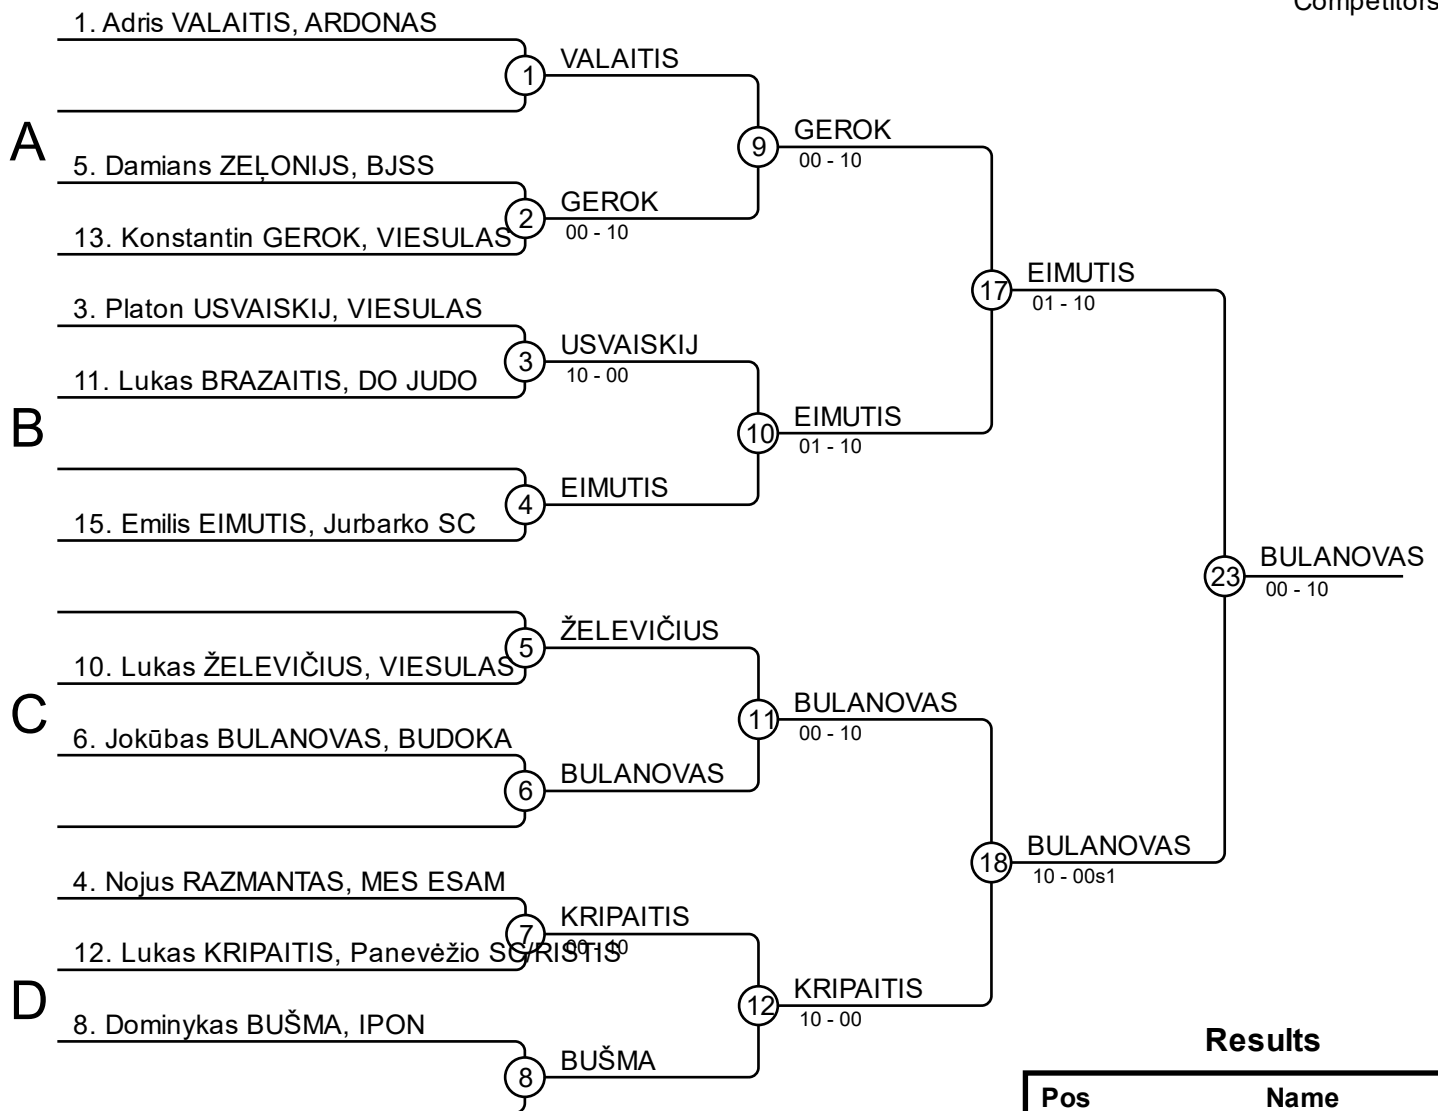 Competitors
1. Adris VALAITIS, ARDONAS
1
VALAITIS
A
5. Damians ZEĻONIJS, BJSS
9
GEROK
00 - 10
13. Konstantin GEROK, VIESULAS
2
GEROK
00 - 10
3. Platon USVAISKIJ, VIESULAS
17
EIMUTIS
01 - 10
11. Lukas BRAZAITIS, DO JUDO
3
USVAISKIJ
10 - 00
B
10
EIMUTIS
01 - 10
15. Emilis EIMUTIS, Jurbarko SC
4
EIMUTIS
23
BULANOVAS
00 - 10
10. Lukas ŽELEVIČIUS, VIESULAS
5
ŽELEVIČIUS
C
6. Jokūbas BULANOVAS, BUDOKA
11
BULANOVAS
00 - 10
6
BULANOVAS
4. Nojus RAZMANTAS, MES ESAM
18
BULANOVAS
10 - 00s1
12. Lukas KRIPAITIS, Panevėžio SC/RISTIS
7
KRIPAITIS
00 - 10
D
8. Dominykas BUŠMA, IPON
12
KRIPAITIS
10 - 00
8
BUŠMA
Results
Pos Name